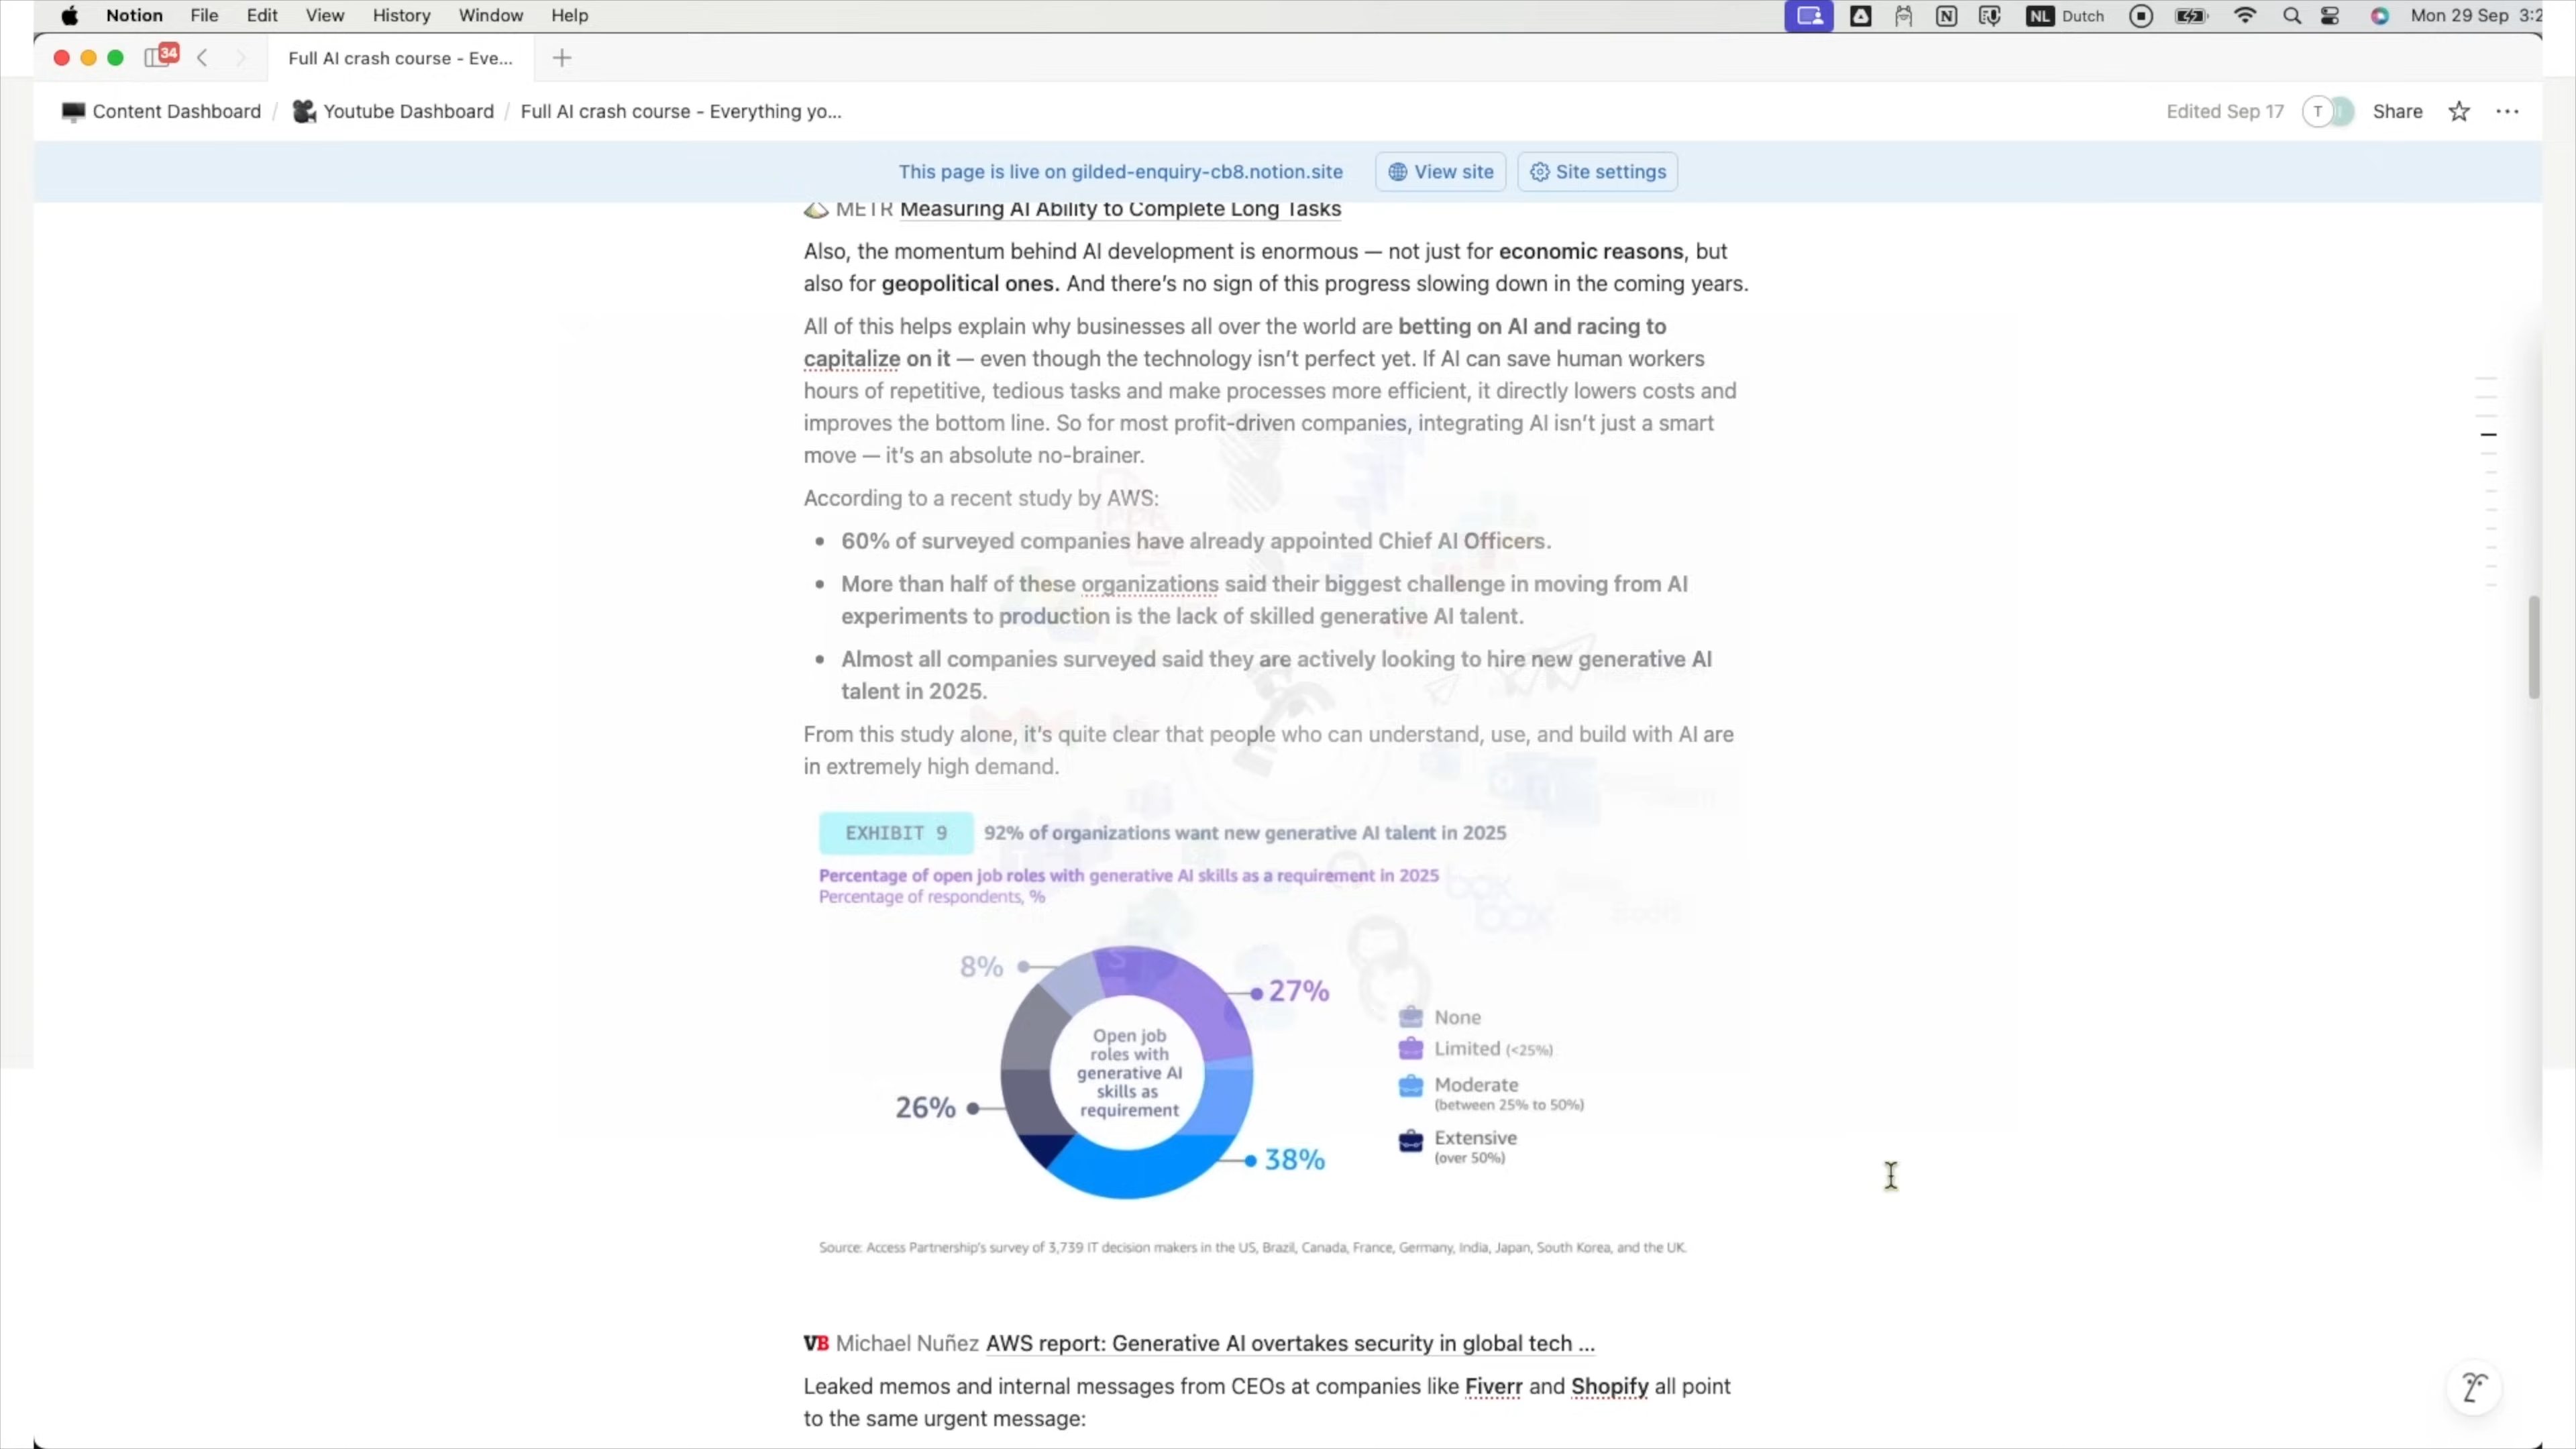 Notion File Edit View History Window Help
NL Dutch
Mon 29 Sep
34
Full AI crash course - Eve...
Content Dashboard / Youtube Dashboard / Full AI crash course - Everything yo...
Edited Sep 17
T
Share
This page is live on gilded-enquiry-cb8.notion.site
View site
Site settings
METR Measuring AI Ability to Complete Long Tasks
Also, the momentum behind AI development is enormous — not just for economic reasons, but
also for geopolitical ones. And there's no sign of this progress slowing down in the coming years.
All of this helps explain why businesses all over the world are betting on AI and racing to
capitalize on it — even though the technology isn't perfect yet. If AI can save human workers
hours of repetitive, tedious tasks and make processes more efficient, it directly lowers costs and
improves the bottom line. So for most profit-driven companies, integrating AI isn't just a smart
move — it's an absolute no-brainer.
According to a recent study by AWS:
• 60% of surveyed companies have already appointed Chief AI Officers.
• More than half of these organizations said their biggest challenge in moving from AI
experiments to production is the lack of skilled generative AI talent.
• Almost all companies surveyed said they are actively looking to hire new generative AI
talent in 2025.
From this study alone, it's quite clear that people who can understand, use, and build with AI are
in extremely high demand.
EXHIBIT 9 92% of organizations want new generative AI talent in 2025
Percentage of open job roles with generative AI skills as a requirement in 2025
Percentage of respondents, %
8%
27%
26%
38%
Open job
roles with
generative AI
skills as
requirement
None
Limited (<25%)
Moderate
(between 25% to 50%)
Extensive
(over 50%)
box
box
Source: Access Partnership's survey of 3,739 IT decision makers in the US, Brazil, Canada, France, Germany, India, Japan, South Korea, and the UK.
VB Michael Nuñez AWS report: Generative AI overtakes security in global tech ...
Leaked memos and internal messages from CEOs at companies like Fiverr and Shopify all point
to the same urgent message: